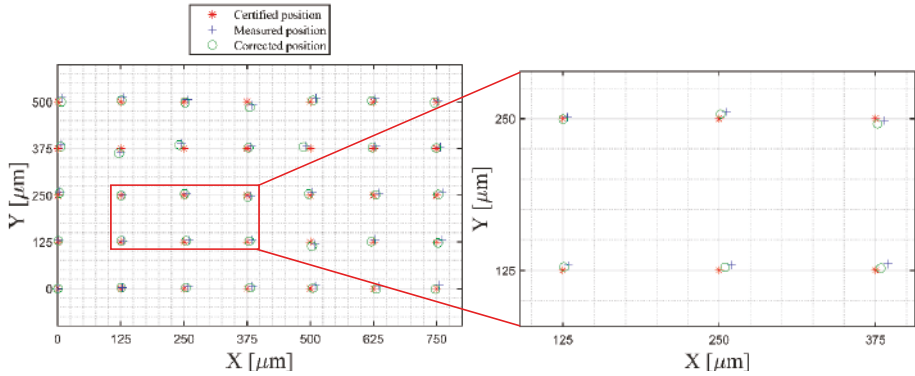 Certified position
Measured position
Corrected position
Y [μm]
500
375
250
125
0
0 125 250 375 500 625 750
X [μm]
Y [μm]
250
125
125 250 375
X [μm]